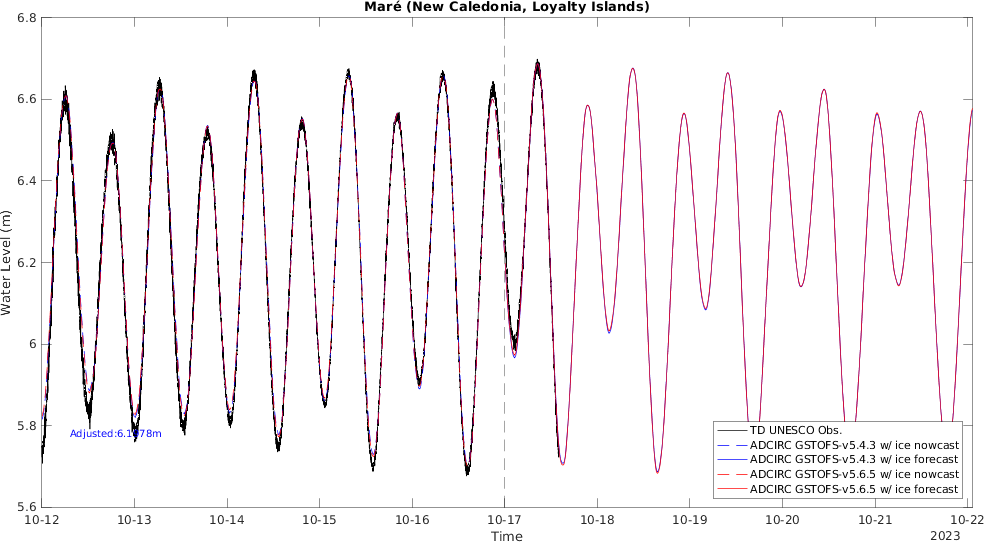 Maré (New Caledonia, Loyalty Islands)
6.8
6.6
6.4
6.2
6
5.8
5.6
Water Level (m)
10-12
10-13
10-14
10-15
10-16
10-17
10-18
10-19
10-20
10-21
10-22
2023
Time
TD UNESCO Obs.
ADCIRC GSTOFS-v5.4.3 w/ ice nowcast
ADCIRC GSTOFS-v5.4.3 w/ ice forecast
ADCIRC GSTOFS-v5.6.5 w/ ice nowcast
ADCIRC GSTOFS-v5.6.5 w/ ice forecast